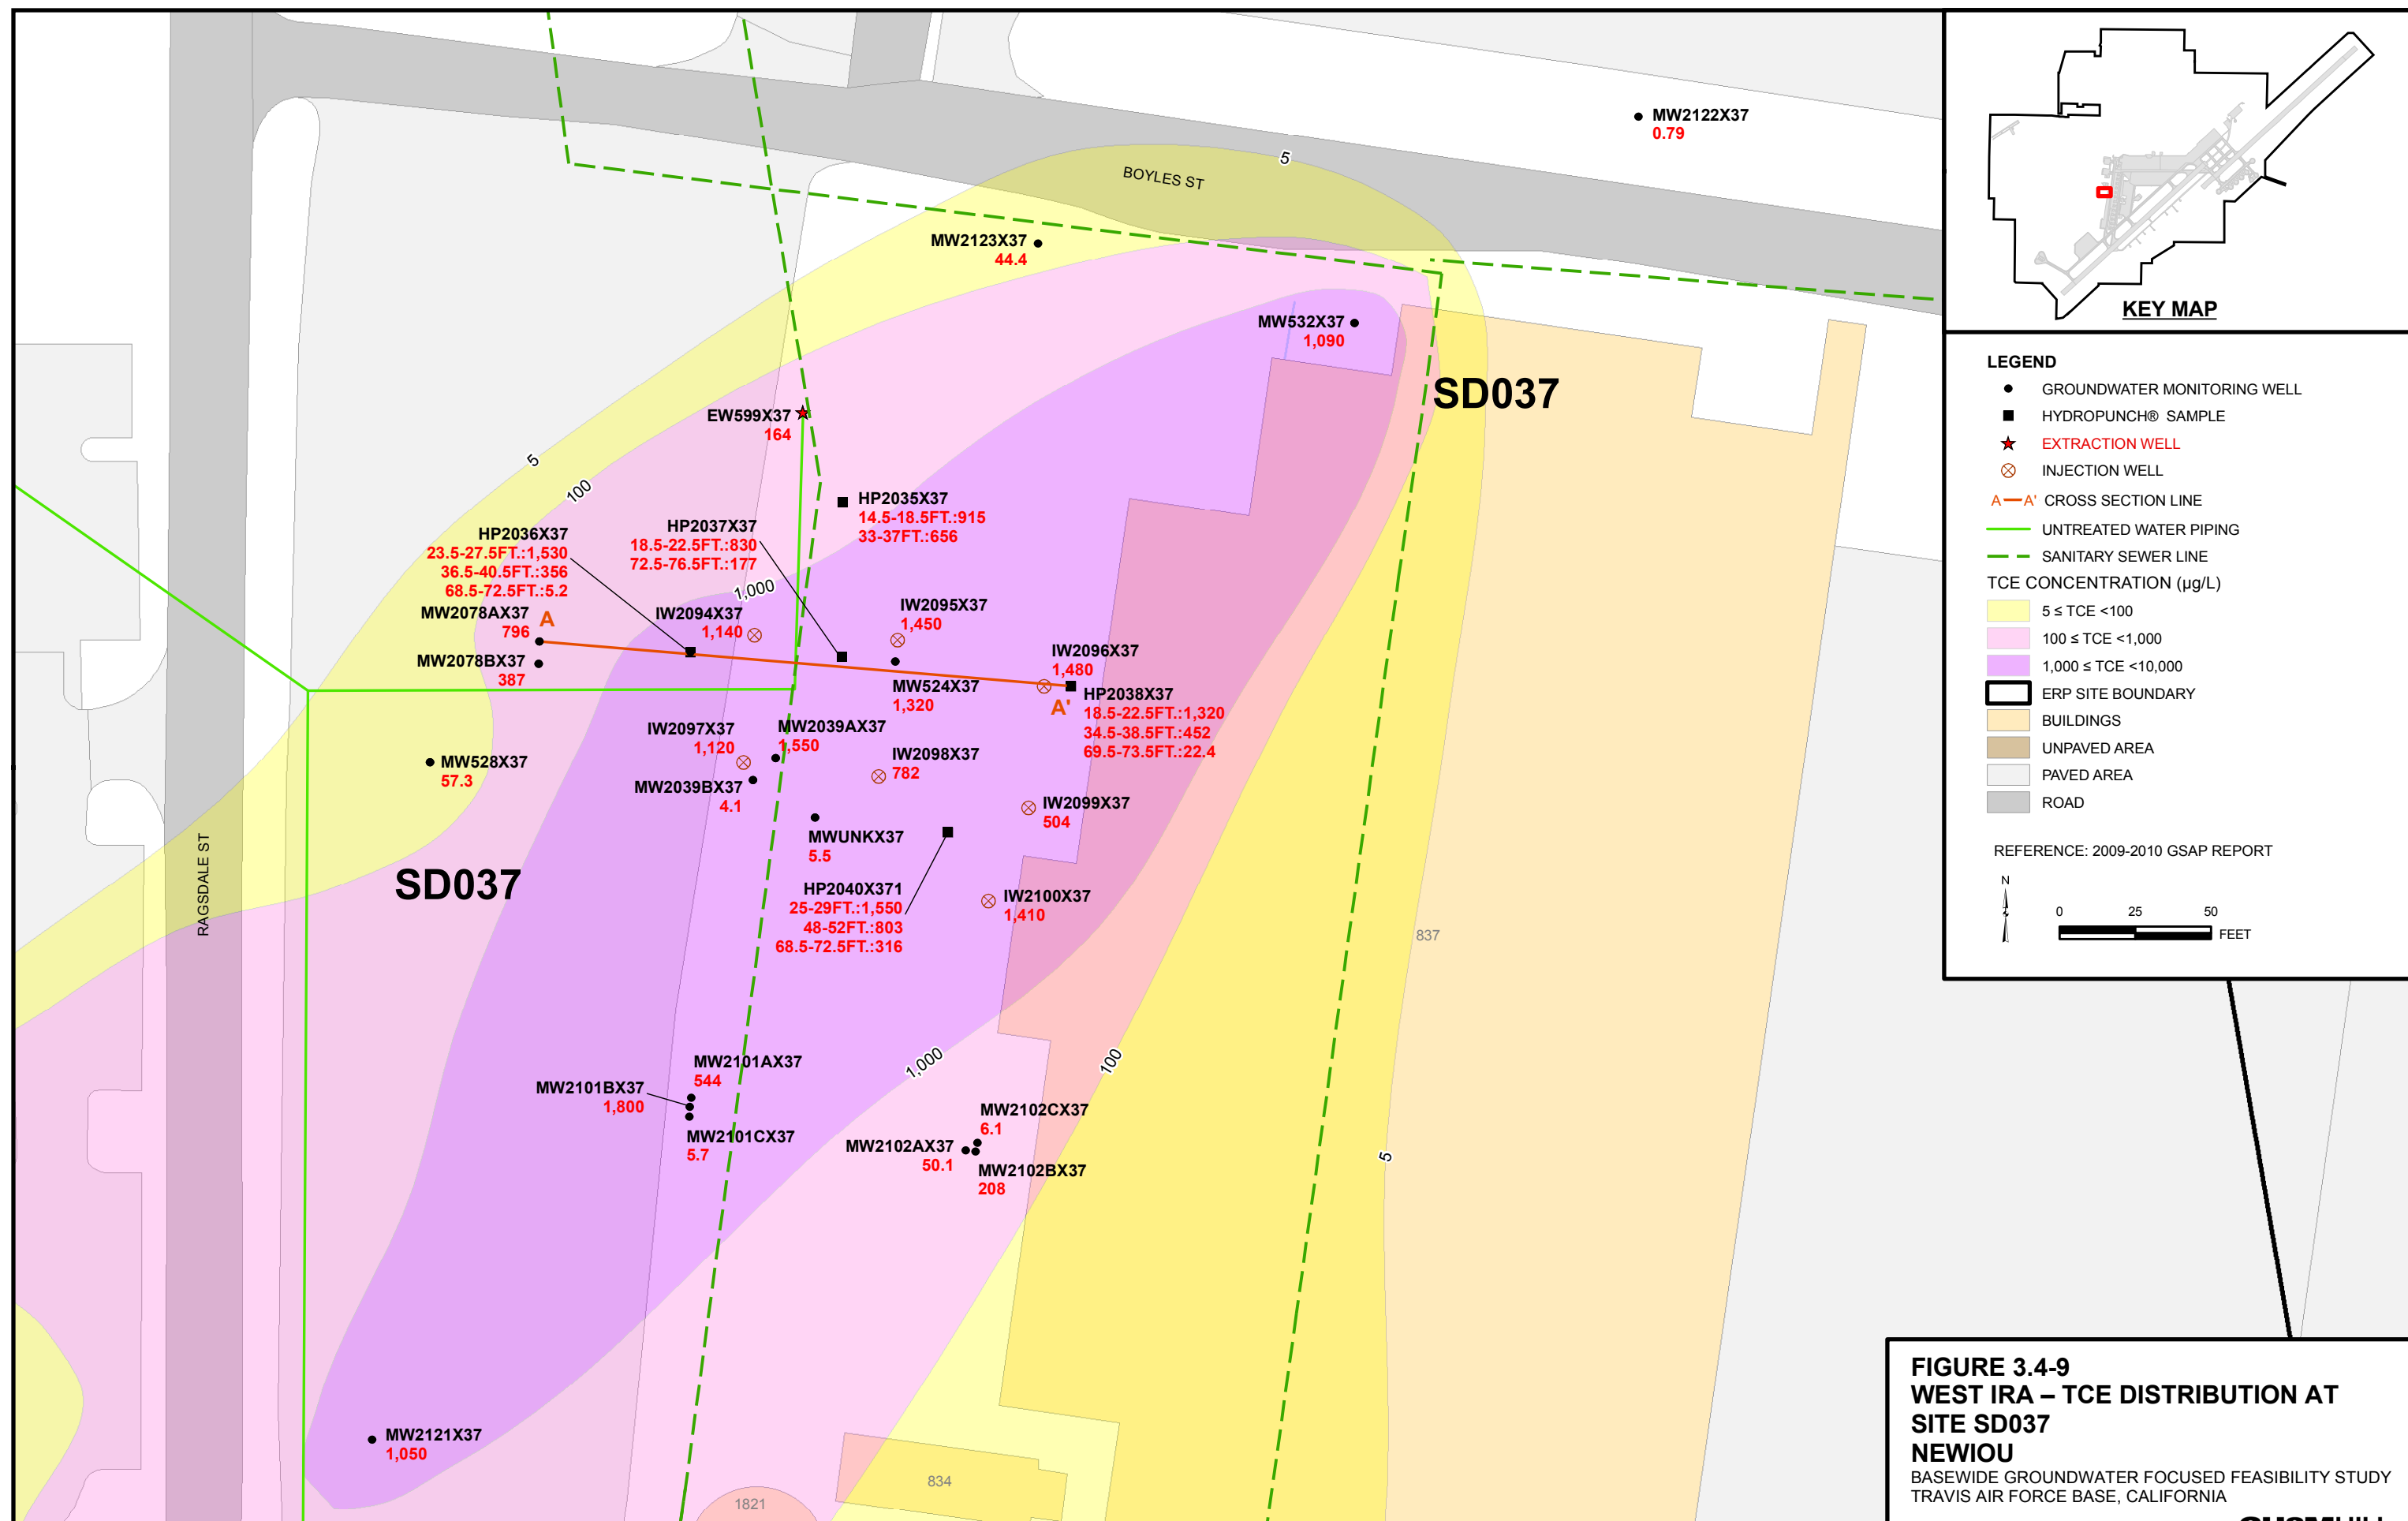 BOYLES ST
5
MW2122X37
0.79
MW2123X37
44.4
MW532X37
1,090
SD037
EW599X37
164
5
100
HP2035X37
14.5-18.5FT.:915
33-37FT.:656
HP2037X37
18.5-22.5FT.:830
72.5-76.5FT.:177
HP2036X37
23.5-27.5FT.:1,530
36.5-40.5FT.:356
68.5-72.5FT.:5.2
1,000
MW2078AX37
796
A
IW2094X37
1,140
IW2095X37
1,450
MW2078BX37
387
IW2096X37
1,480
MW524X37
1,320
A'
HP2038X37
18.5-22.5FT.:1,320
34.5-38.5FT.:452
69.5-73.5FT.:22.4
IW2097X37
1,120
MW2039AX37
1,550
IW2098X37
782
MW528X37
57.3
MW2039BX37
4.1
IW2099X37
504
MWUNKX37
5.5
RAGSDALE ST
SD037
HP2040X371
25-29FT.:1,550
48-52FT.:803
68.5-72.5FT.:316
IW2100X37
1,410
837
1,000
100
MW2101AX37
544
MW2101BX37
1,800
MW2101CX37
5.7
MW2102CX37
6.1
MW2102AX37
50.1
MW2102BX37
208
5
MW2121X37
1,050
834
1821
KEY MAP
LEGEND
GROUNDWATER MONITORING WELL
HYDROPUNCH® SAMPLE
EXTRACTION WELL
INJECTION WELL
A A' CROSS SECTION LINE
UNTREATED WATER PIPING
SANITARY SEWER LINE
TCE CONCENTRATION (µg/L)
5 ≤ TCE <100
100 ≤ TCE <1,000
1,000 ≤ TCE <10,000
ERP SITE BOUNDARY
BUILDINGS
UNPAVED AREA
PAVED AREA
ROAD
REFERENCE: 2009-2010 GSAP REPORT
N
0 25 50
FEET
FIGURE 3.4-9
WEST IRA – TCE DISTRIBUTION AT
SITE SD037
NEWIOU
BASEWIDE GROUNDWATER FOCUSED FEASIBILITY STUDY
TRAVIS AIR FORCE BASE, CALIFORNIA